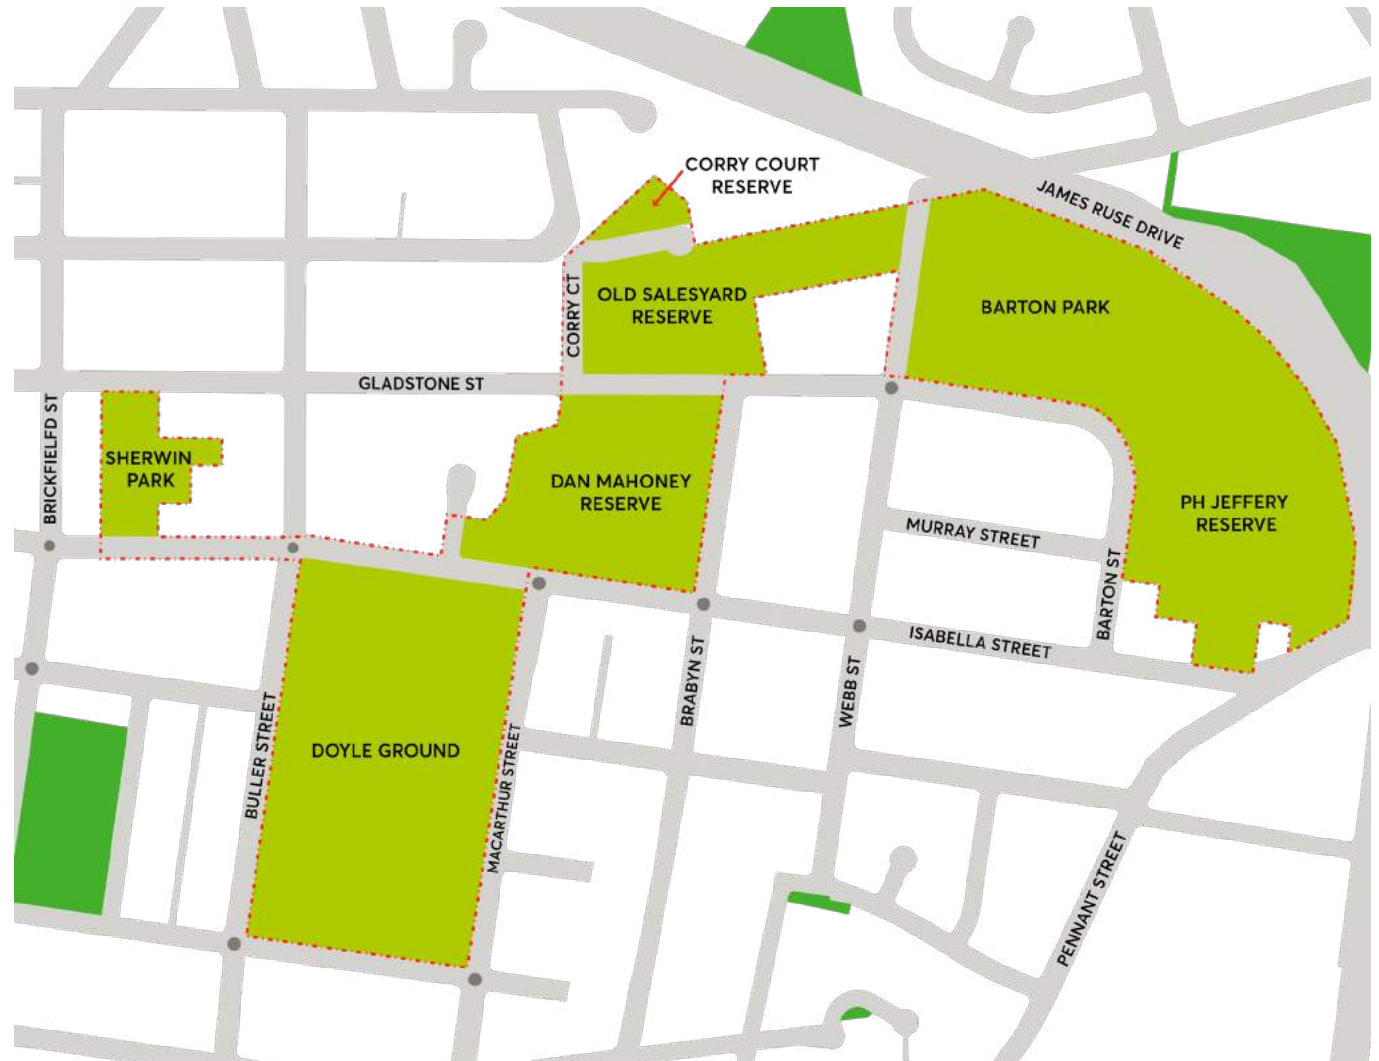 CORRY COURT
RESERVE
JAMES RUSE DRIVE
CORRY CT
OLD SALESYARD
RESERVE
BARTON PARK
GLADSTONE ST
BRICKFIELFD ST
SHERWIN
PARK
DAN MAHONEY
RESERVE
PH JEFFERY
RESERVE
MURRAY STREET
BARTON ST
ISABELLA STREET
BRABYN ST
WEBB ST
BULLER STREET
DOYLE GROUND
MACARTHUR STREET
PENNANT STREET